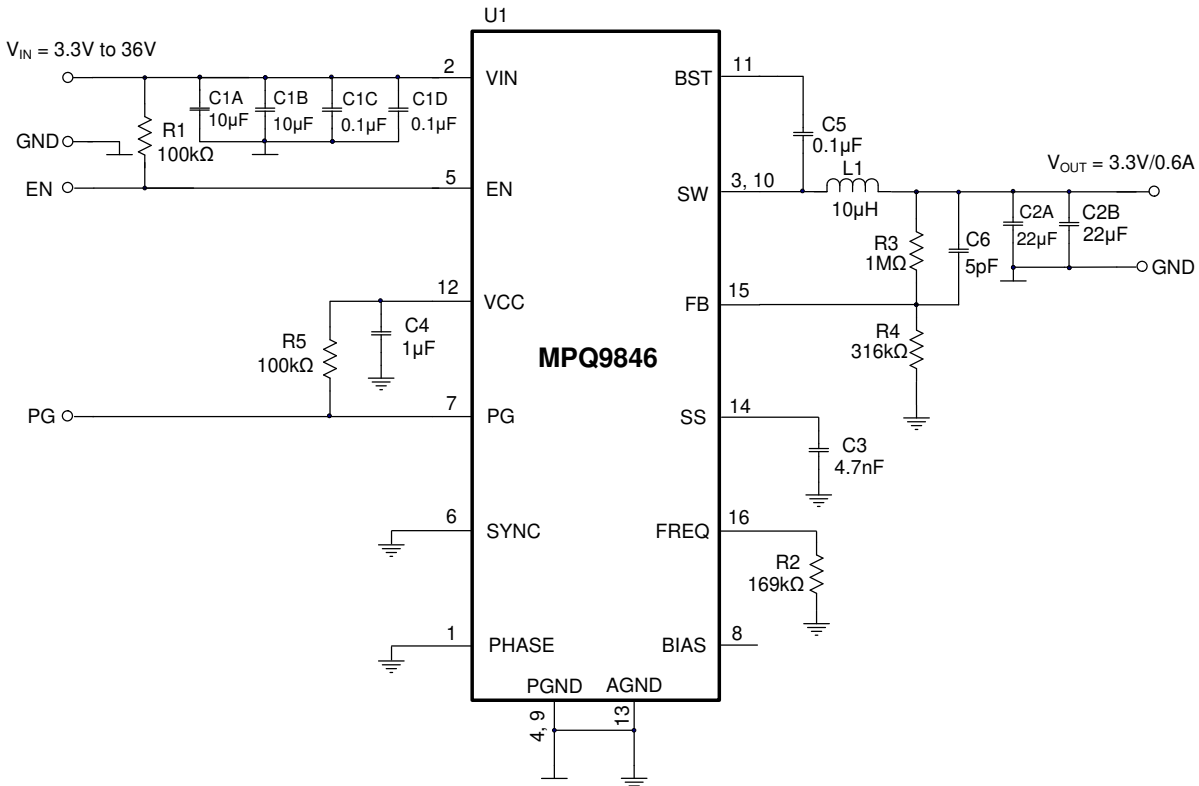 U1
V_IN = 3.3V to 36V
2 VIN
C1A 10µF
C1B 10µF
C1C 0.1µF
C1D 0.1µF
R1 100kΩ
GND
EN
5 EN
12 VCC
C4 1µF
R5 100kΩ
PG
7 PG
6 SYNC
1 PHASE
MPQ9846
BST 11
C5 0.1µF
SW 3, 10
L1 10µH
V_OUT = 3.3V/0.6A
R3 1MΩ
C6 5pF
C2A 22µF
C2B 22µF
GND
FB 15
R4 316kΩ
SS 14
C3 4.7nF
FREQ 16
R2 169kΩ
BIAS 8
PGND AGND
4, 9 13